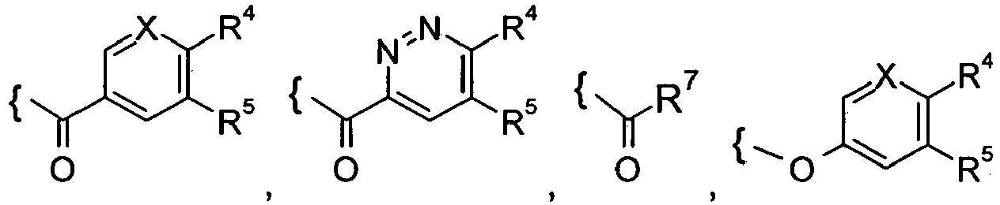 X R⁴ N N R⁴ X R⁴
{ { { R⁷ {
R⁵ R⁵ O R⁵
O , O , O ,